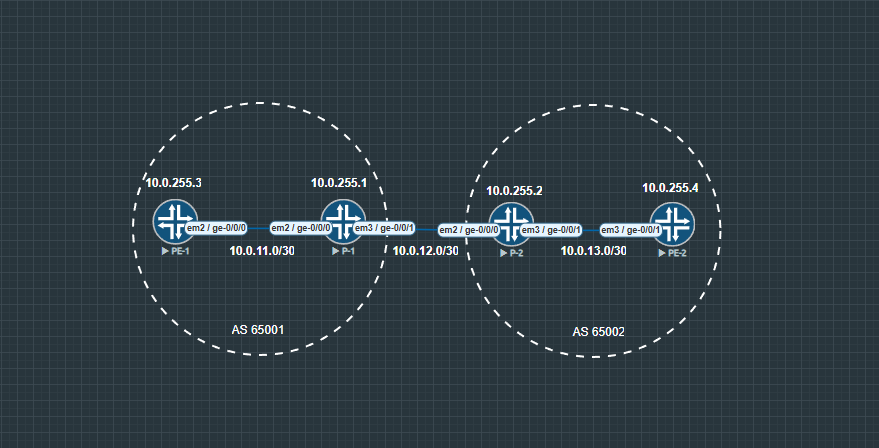 10.0.255.3
10.0.255.1
10.0.255.2
10.0.255.4
em2 / ge-0/0/0
em2 / ge-0/0/0
em3 / ge-0/0/1
em2 / ge-0/0/0
em3 / ge-0/0/1
em3 / ge-0/0/1
PE-1
10.0.11.0/30
P-1
10.0.12.0/30
P-2
10.0.13.0/30
PE-2
AS 65001
AS 65002